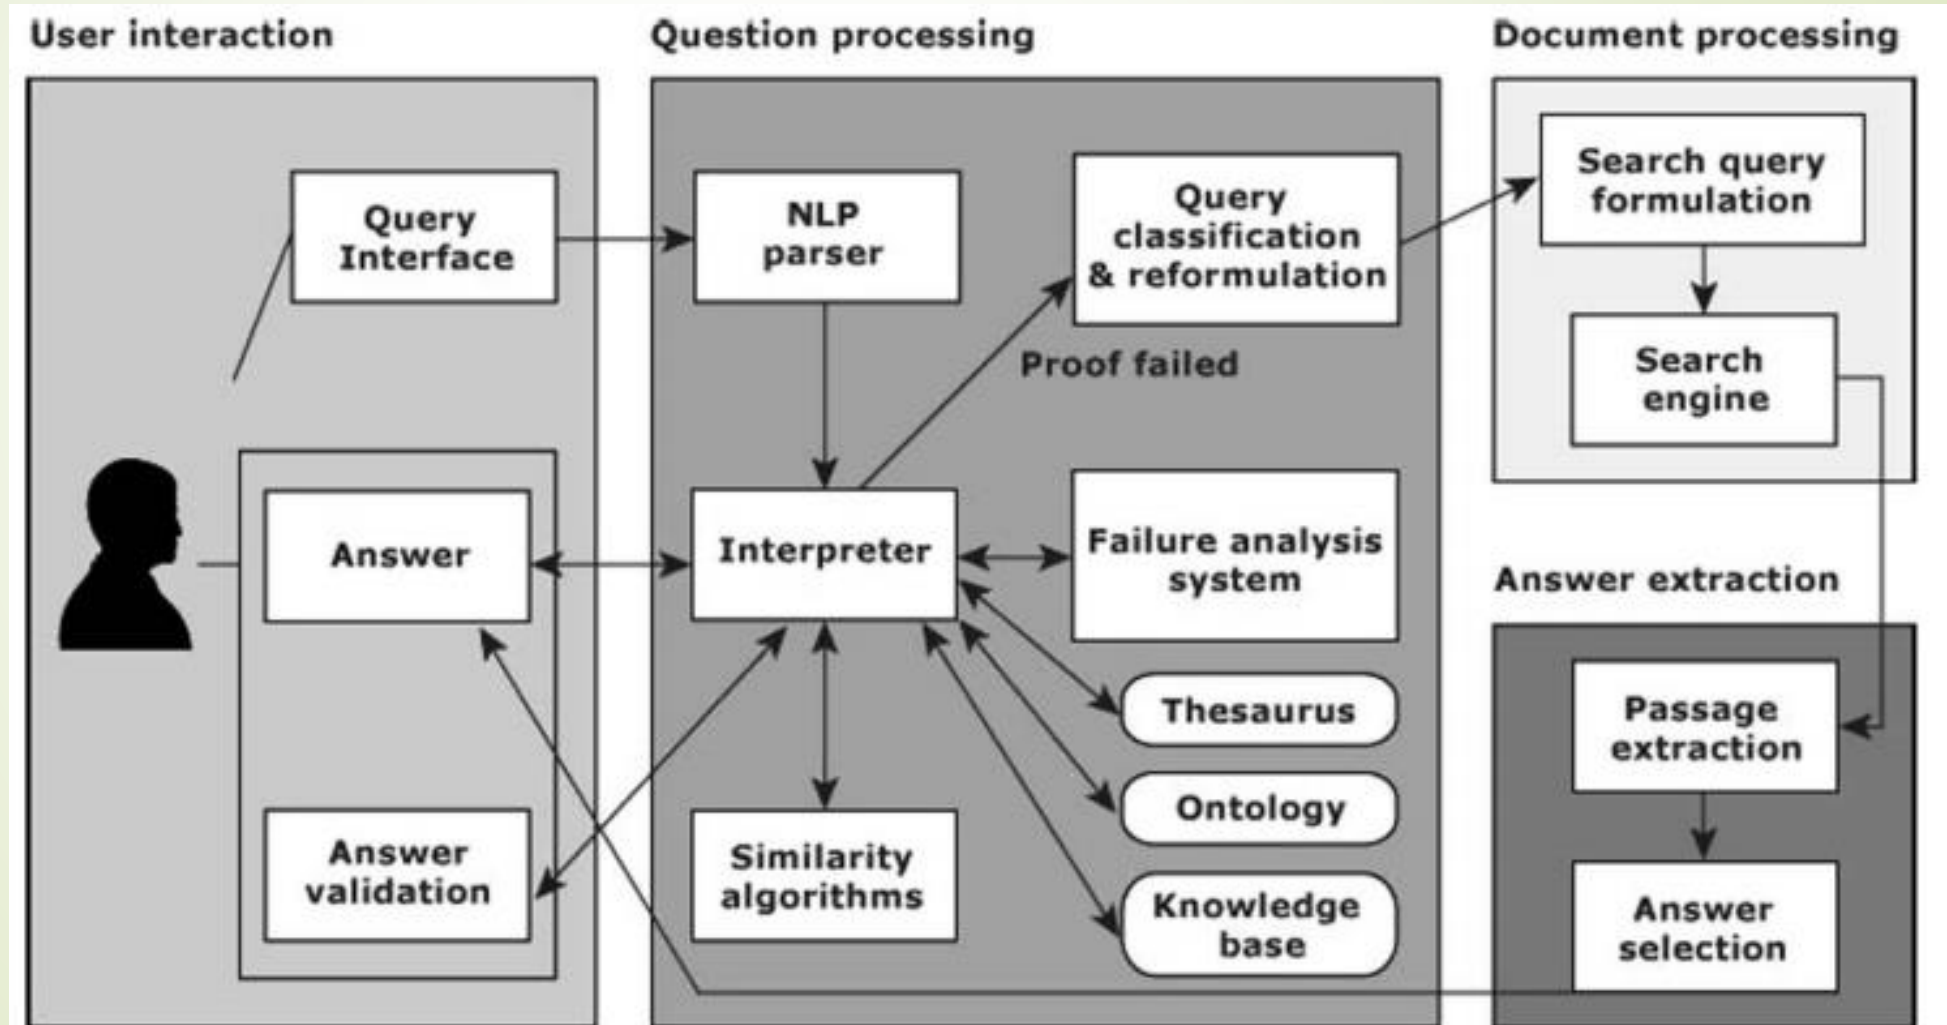 User interaction
Question processing
Document processing
Query
Interface
NLP
parser
Query
classification
& reformulation
Search query
formulation
Search
engine
Proof failed
Answer
Interpreter
Failure analysis
system
Answer extraction
Thesaurus
Passage
extraction
Ontology
Answer
validation
Similarity
algorithms
Knowledge
base
Answer
selection